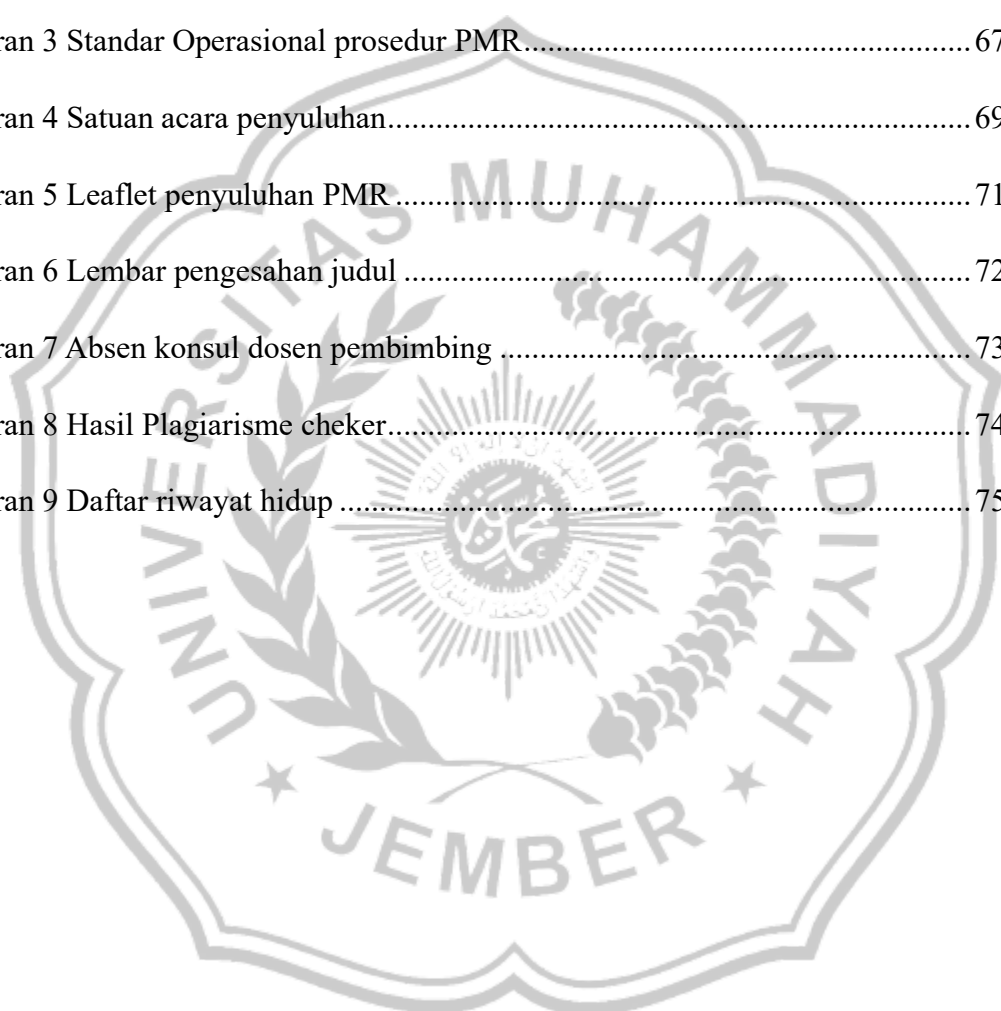 ran 3 Standar Operasional prosedur PMR........................................................ 67
ran 4 Satuan acara penyuluhan......................................................................... 69
ran 5 Leaflet penyuluhan PMR........................................................................ 71
ran 6 Lembar pengesahan judul ....................................................................... 72
ran 7 Absen konsul dosen pembimbing ........................................................... 73
ran 8 Hasil Plagiarisme cheker......................................................................... 74
ran 9 Daftar riwayat hidup ............................................................................... 75
UNIVERSITAS MUHAMMADIYAH
JEMBER